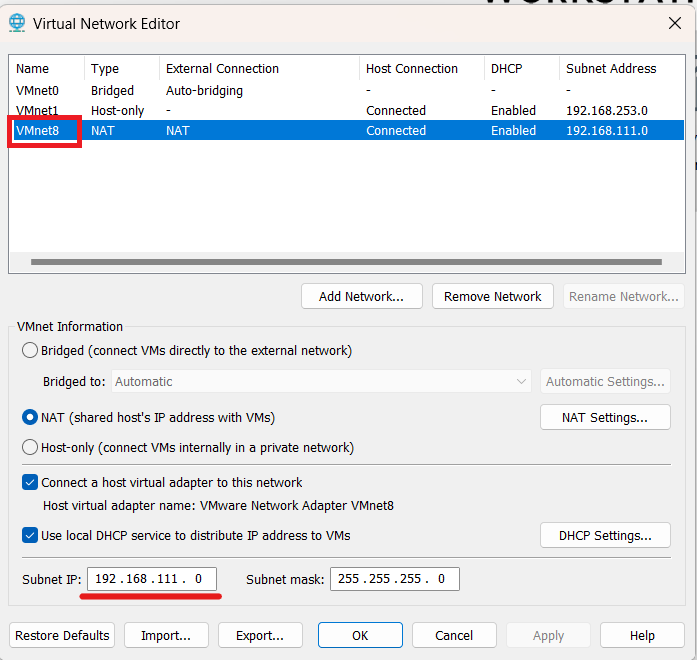 Virtual Network Editor
Name Type External Connection Host Connection DHCP Subnet Address
VMnet0 Bridged Auto-bridging - - -
VMnet1 Host-only - Connected Enabled 192.168.253.0
VMnet8 NAT NAT Connected Enabled 192.168.111.0
Add Network... Remove Network Rename Network...
VMnet Information
Bridged (connect VMs directly to the external network)
Bridged to: Automatic Automatic Settings...
NAT (shared host's IP address with VMs) NAT Settings...
Host-only (connect VMs internally in a private network)
Connect a host virtual adapter to this network
Host virtual adapter name: VMware Network Adapter VMnet8
Use local DHCP service to distribute IP address to VMs DHCP Settings...
Subnet IP: 192 . 168 . 111 . 0 Subnet mask: 255 . 255 . 255 . 0
Restore Defaults Import... Export... OK Cancel Apply Help